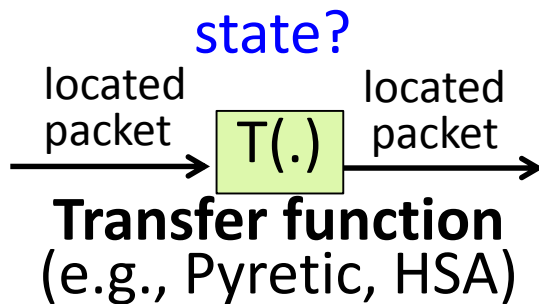 state?
located
packet
T(.)
located
packet
Transfer function
(e.g., Pyretic, HSA)